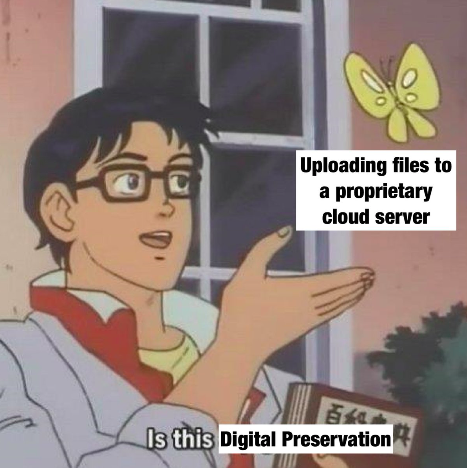 Uploading files to
a proprietary
cloud server
Is this Digital Preservation